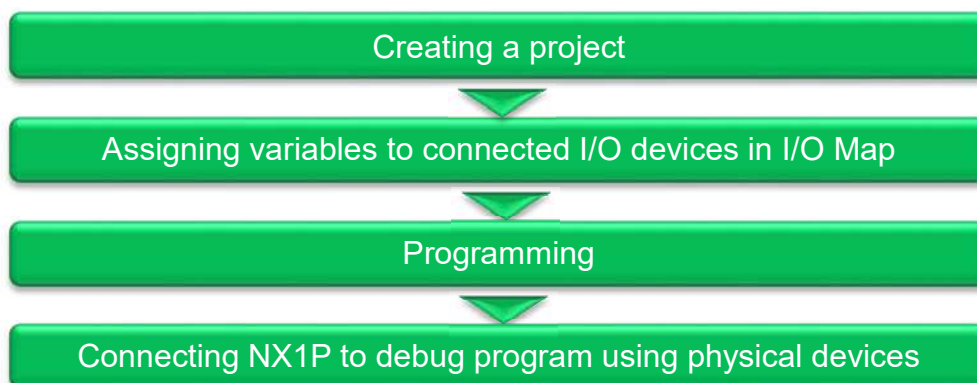 Creating a project
Assigning variables to connected I/O devices in I/O Map
Programming
Connecting NX1P to debug program using physical devices